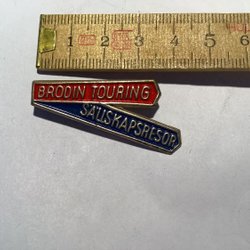 1 2 3 4 5 6
BRODIN TOURING
SÄLLSKAPSRESOR